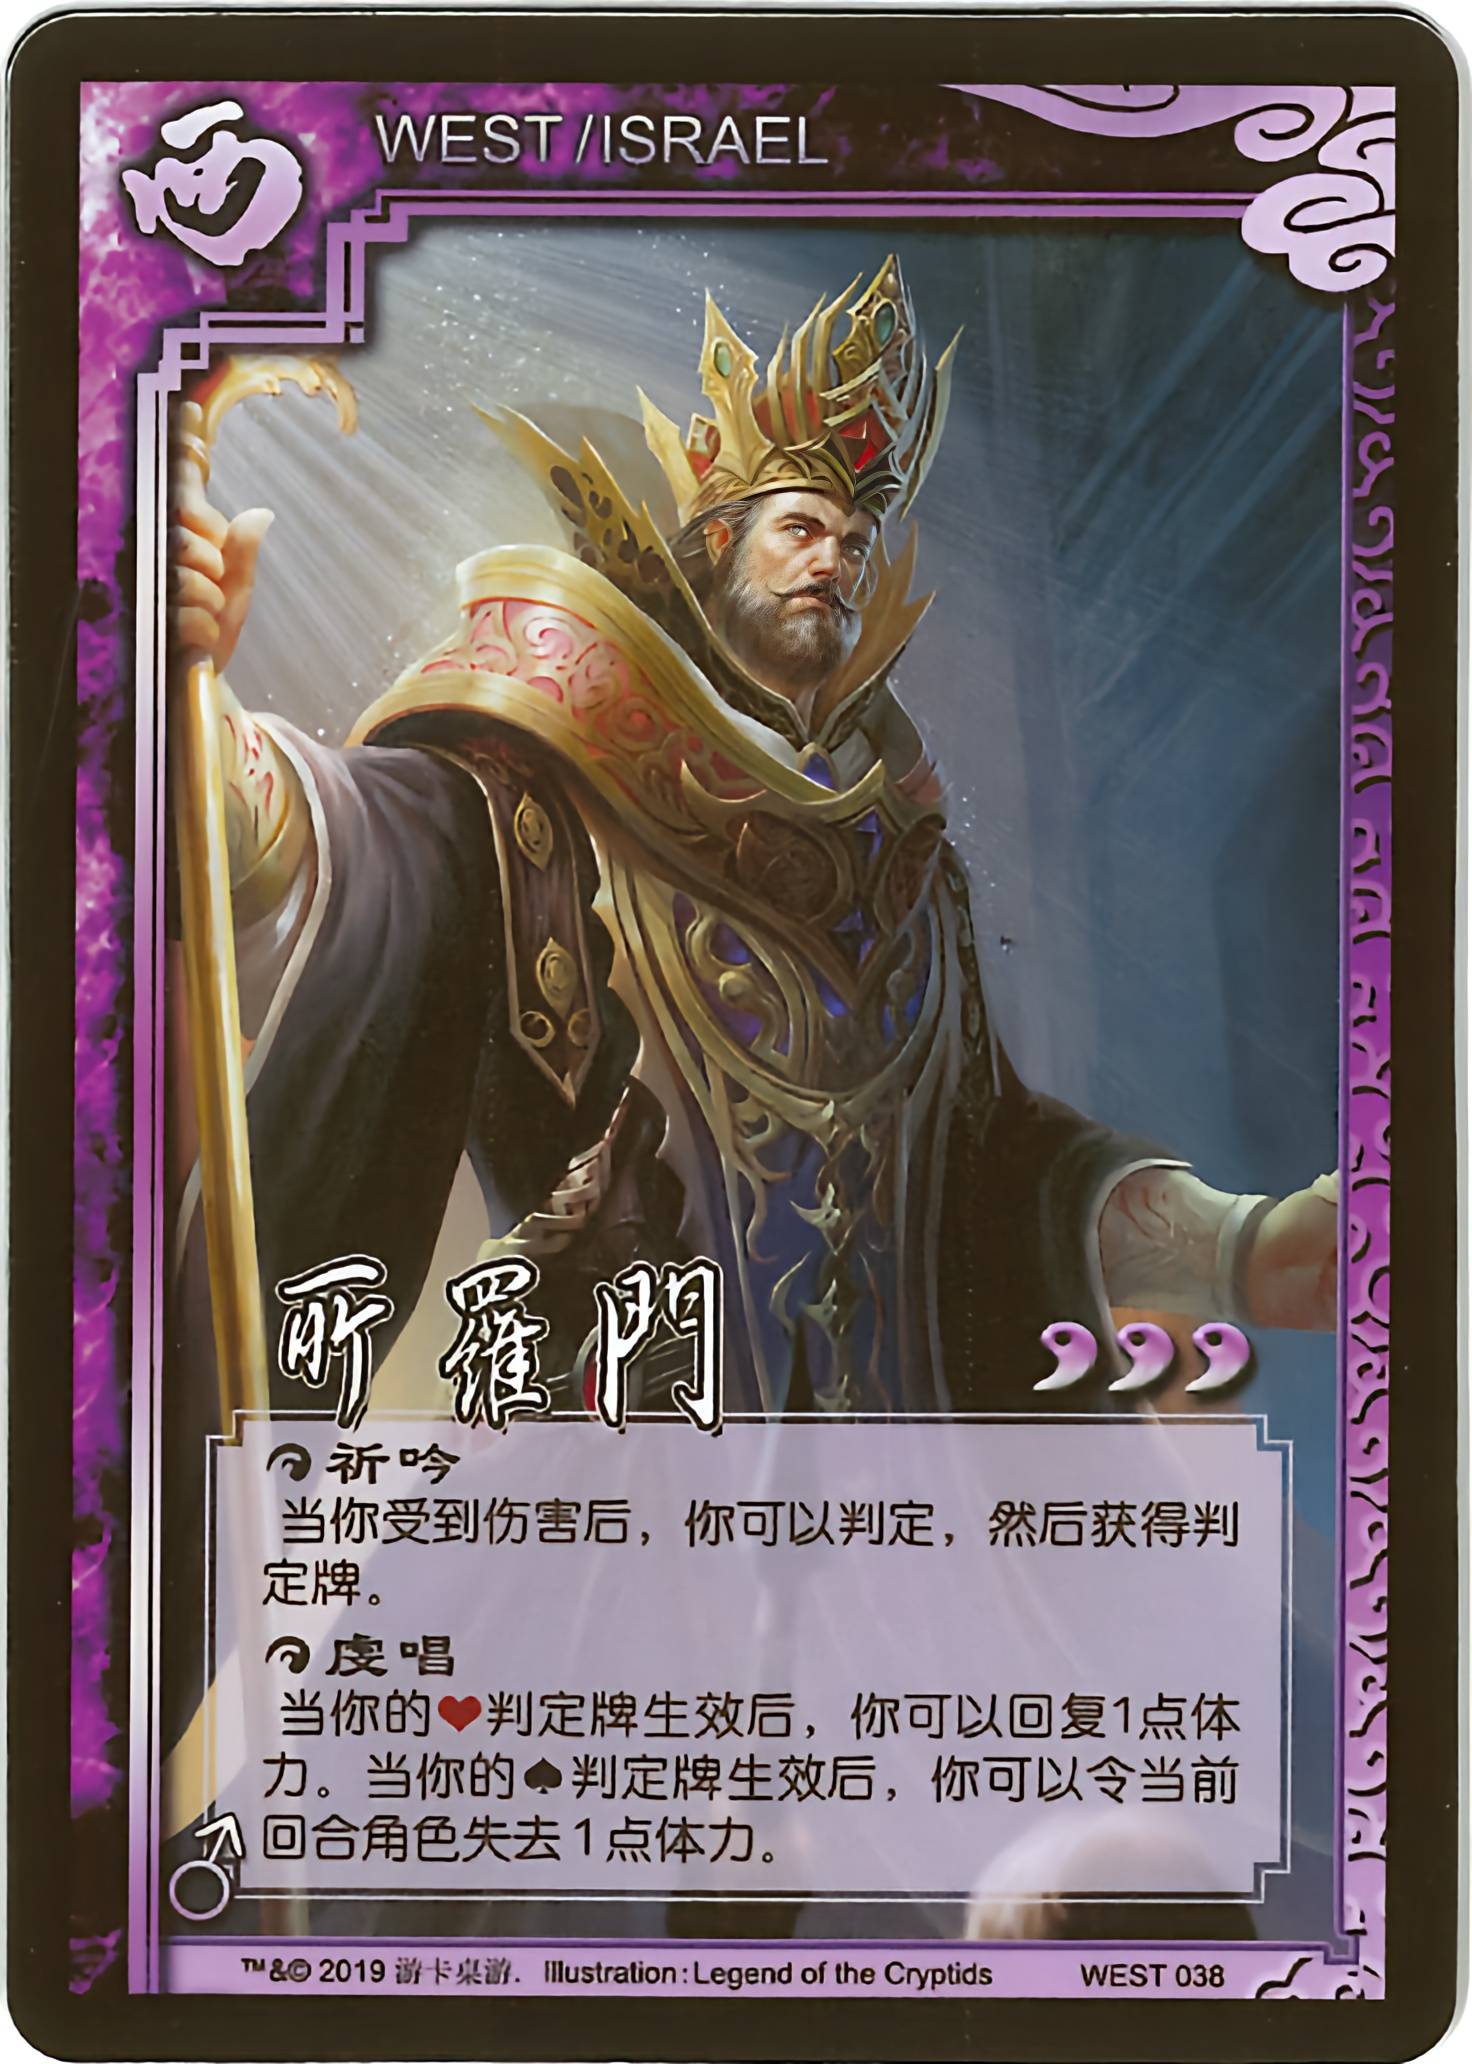 西 WEST / ISRAEL
所羅門
祈吟
当你受到伤害后，你可以判定，然后获得判
定牌。
虔唱
当你的♥判定牌生效后，你可以回复1点体
力。当你的♠判定牌生效后，你可以令当前
回合角色失去1点体力。
™&© 2019 游卡桌游. Illustration:Legend of the Cryptids WEST 038